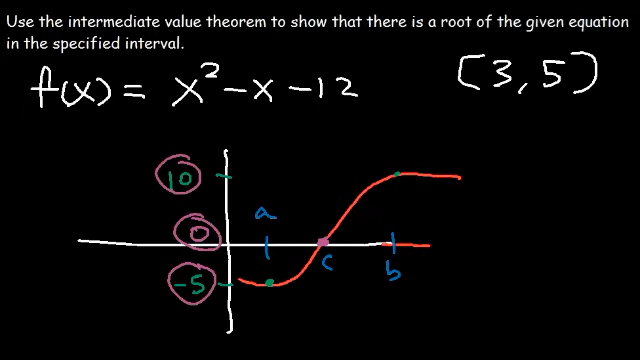 Use the intermediate value theorem to show that there is a root of the given equation
in the specified interval.
f(x) = x² - x - 12 [3, 5]
10
a
0
c
b
-5